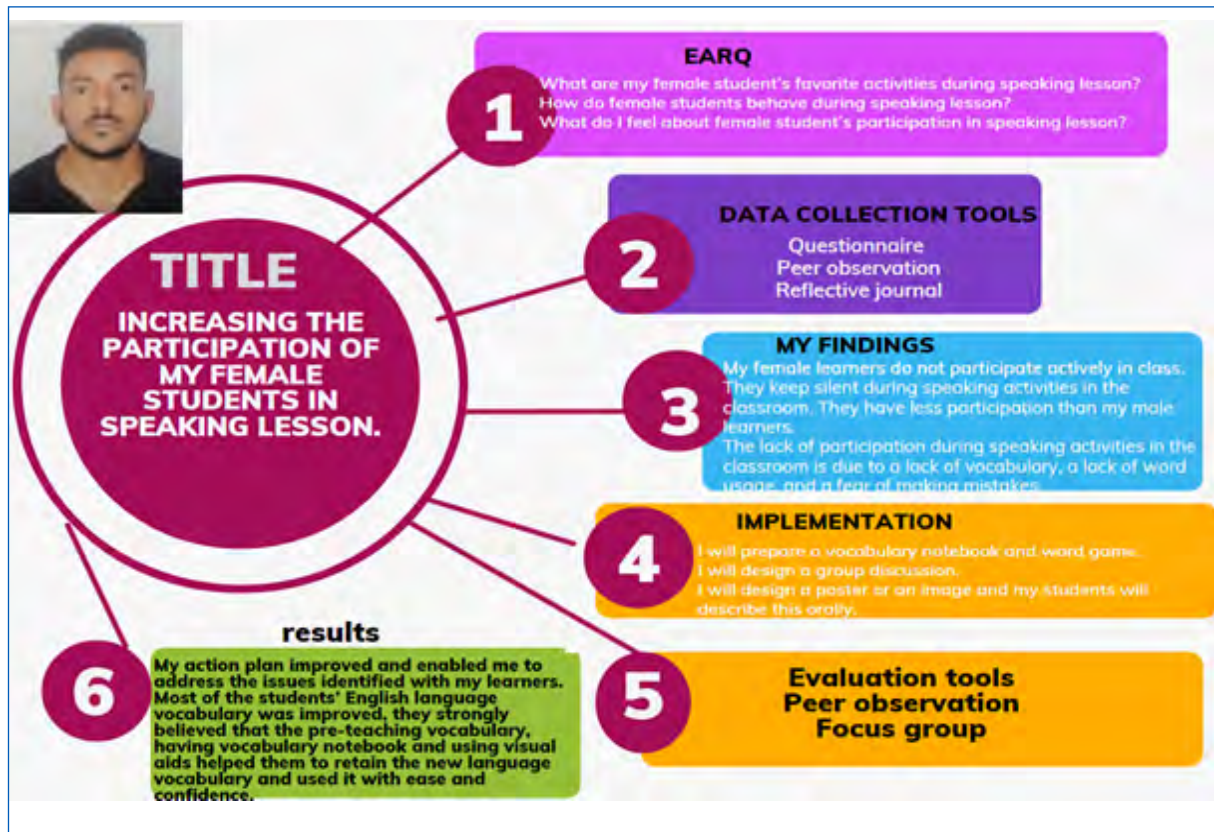 TITLE
INCREASING THE
PARTICIPATION OF
MY FEMALE
STUDENTS IN
SPEAKING LESSON.
1
EARQ
What are my female student's favorite activities during speaking lesson?
How do female students behave during speaking lesson?
What do I feel about female student's participation in speaking lesson?
2
DATA COLLECTION TOOLS
Questionnaire
Peer observation
Reflective journal
3
MY FINDINGS
My female learners do not participate actively in class.
They keep silent during speaking activities in the
classroom. They have less participation than my male
learners.
The lack of participation during speaking activities in the
classroom is due to a lack of vocabulary, a lack of word
usage, and a fear of making mistakes.
4
IMPLEMENTATION
I will prepare a vocabulary notebook and word game.
I will design a group discussion.
I will design a poster or an image and my students will
describe this orally.
5
Evaluation tools
Peer observation
Focus group
6
results
My action plan improved and enabled me to
address the issues identified with my learners.
Most of the students' English language
vocabulary was improved, they strongly
believed that the pre-teaching vocabulary,
having vocabulary notebook and using visual
aids helped them to retain the new language
vocabulary and used it with ease and
confidence.